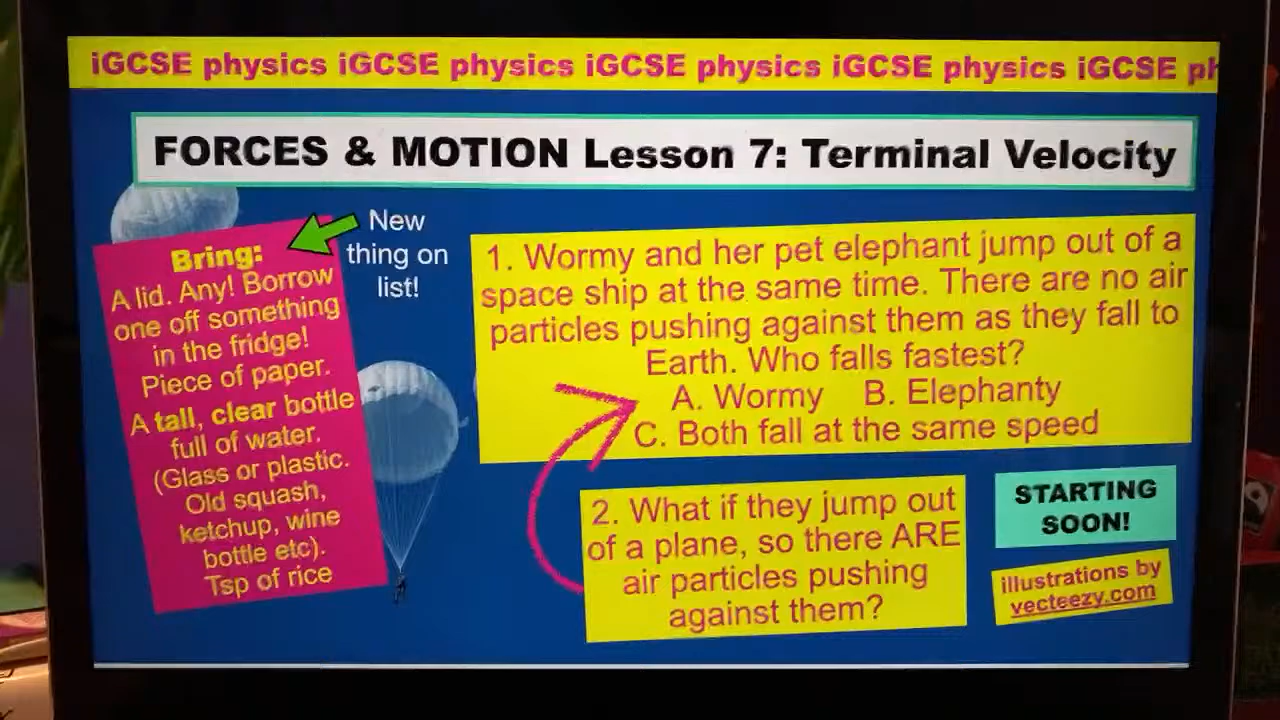 iGCSE physics iGCSE physics iGCSE physics iGCSE physics iGCSE ph
FORCES & MOTION Lesson 7: Terminal Velocity
Bring:
A lid. Any! Borrow
one off something
in the fridge!
Piece of paper.
A tall, clear bottle
full of water.
(Glass or plastic.
Old squash,
ketchup, wine
bottle etc).
Tsp of rice
New
thing on
list!
1. Wormy and her pet elephant jump out of a
space ship at the same time. There are no air
particles pushing against them as they fall to
Earth. Who falls fastest?
A. Wormy B. Elephanty
C. Both fall at the same speed
2. What if they jump out
of a plane, so there ARE
air particles pushing
against them?
STARTING
SOON!
illustrations by
vecteezy.com